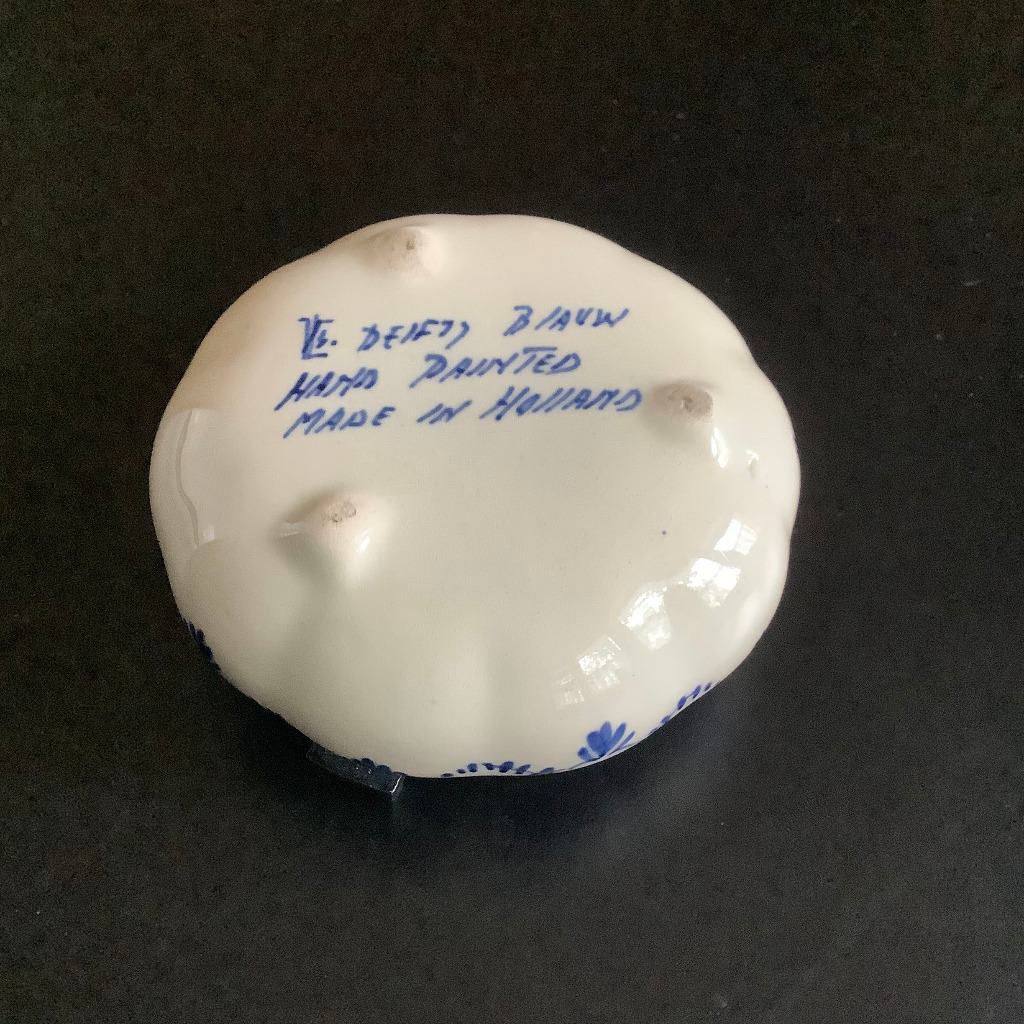 DELFTS BLAUW
HAND PAINTED
MADE IN HOLLAND